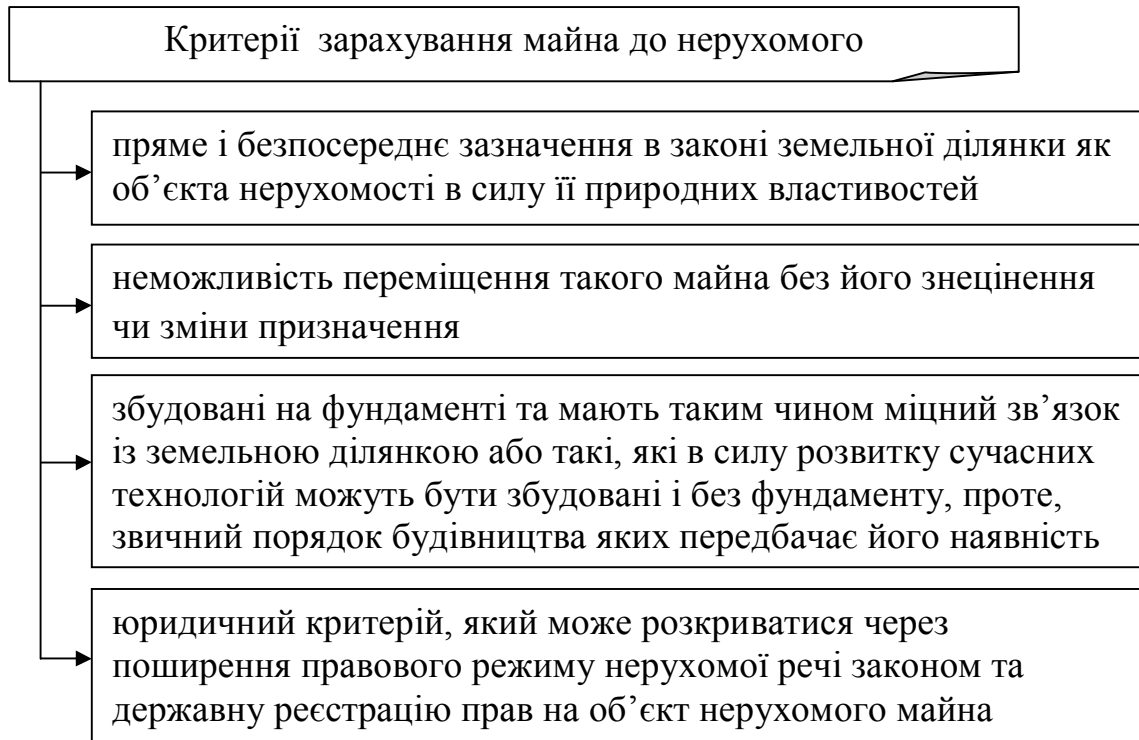 Критерії зарахування майна до нерухомого
пряме і безпосереднє зазначення в законі земельної ділянки як
об’єкта нерухомості в силу її природних властивостей
неможливість переміщення такого майна без його знецінення
чи зміни призначення
збудовані на фундаменті та мають таким чином міцний зв’язок
із земельною ділянкою або такі, які в силу розвитку сучасних
технологій можуть бути збудовані і без фундаменту, проте,
звичний порядок будівництва яких передбачає його наявність
юридичний критерій, який може розкриватися через
поширення правового режиму нерухомої речі законом та
державну реєстрацію прав на об’єкт нерухомого майна